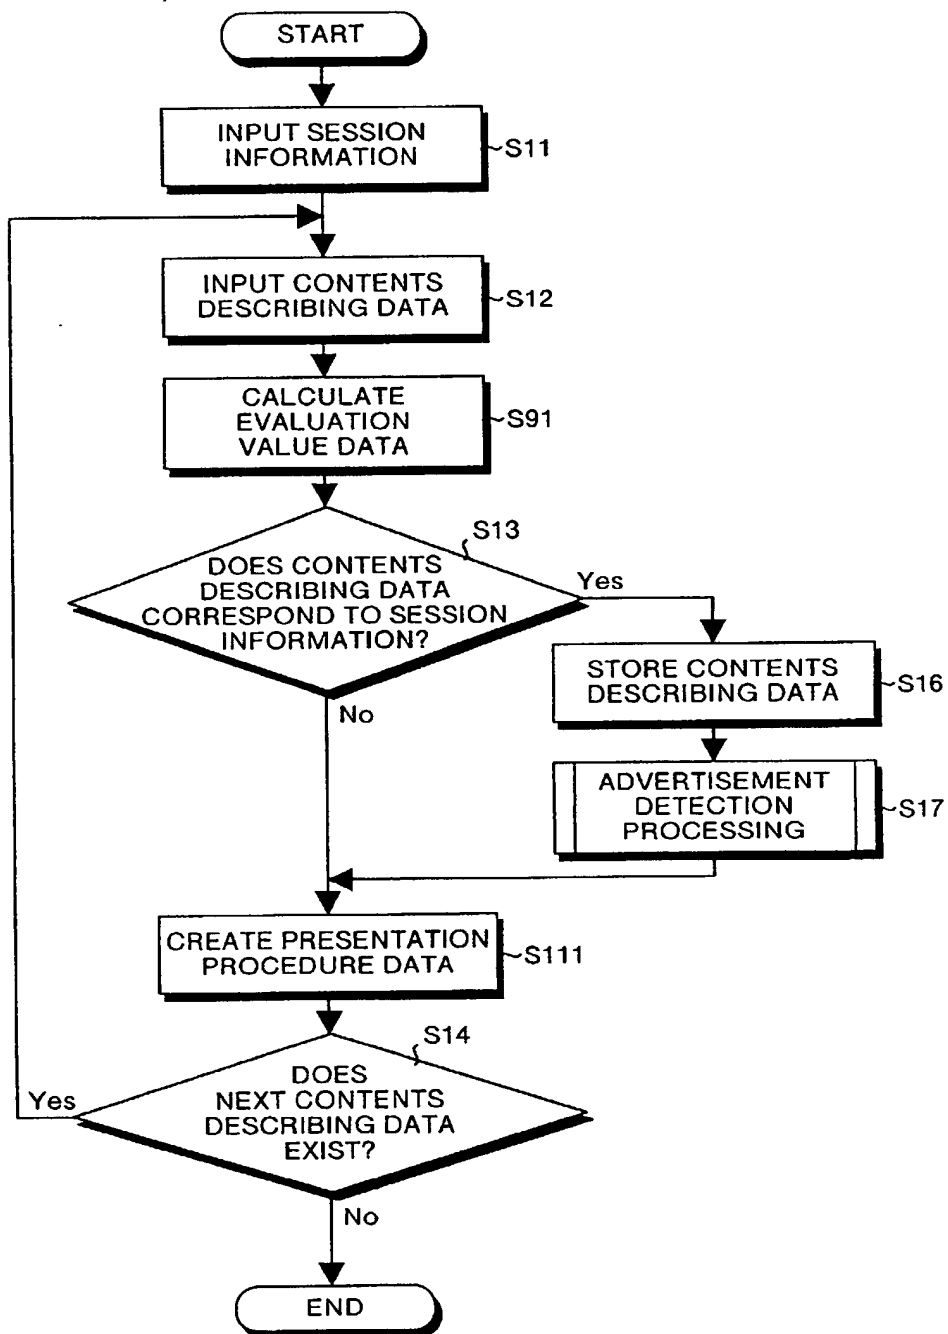 START
INPUT SESSION
INFORMATION
S11
INPUT CONTENTS
DESCRIBING DATA
S12
CALCULATE
EVALUATION
VALUE DATA
S91
S13
DOES CONTENTS
DESCRIBING DATA
CORRESPOND TO SESSION
INFORMATION?
Yes
No
STORE CONTENTS
DESCRIBING DATA
S16
ADVERTISEMENT
DETECTION
PROCESSING
S17
CREATE PRESENTATION
PROCEDURE DATA
S111
S14
DOES
NEXT CONTENTS
DESCRIBING DATA
EXIST?
Yes
No
END